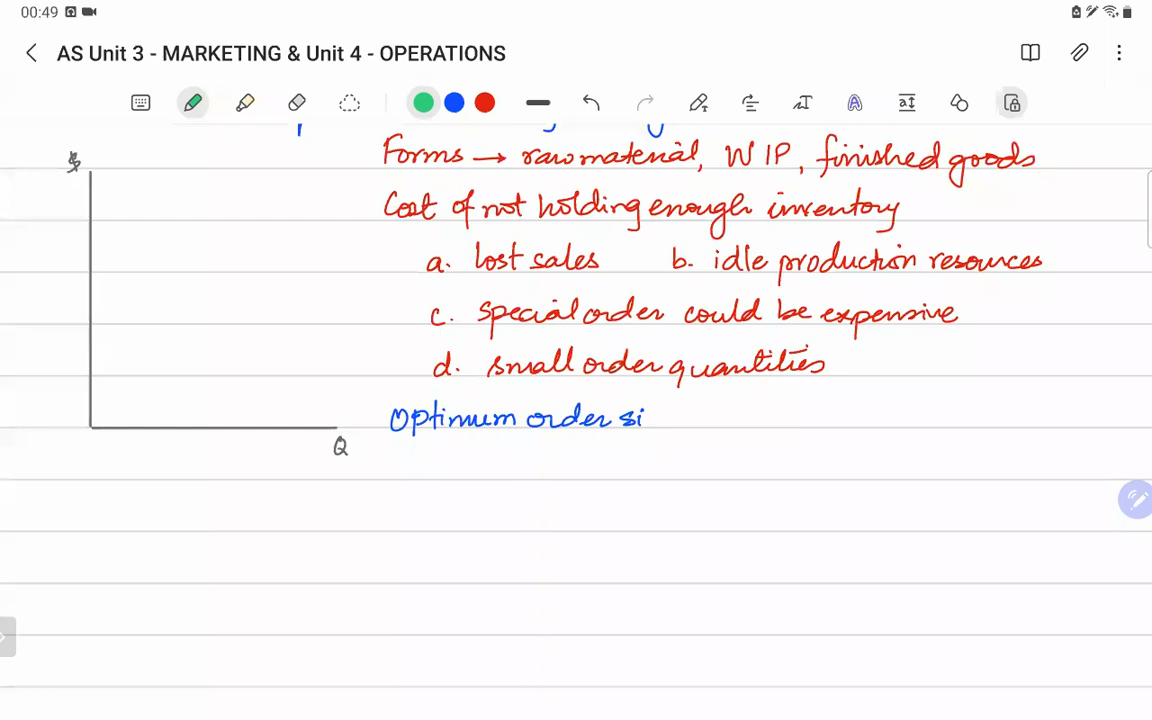 00:49
AS Unit 3 - MARKETING & Unit 4 - OPERATIONS
$
Forms → raw material, WIP, finished goods
Cost of not holding enough inventory
a. lost sales b. idle production resources
c. special order could be expensive
d. small order quantities
Optimum order si
Q